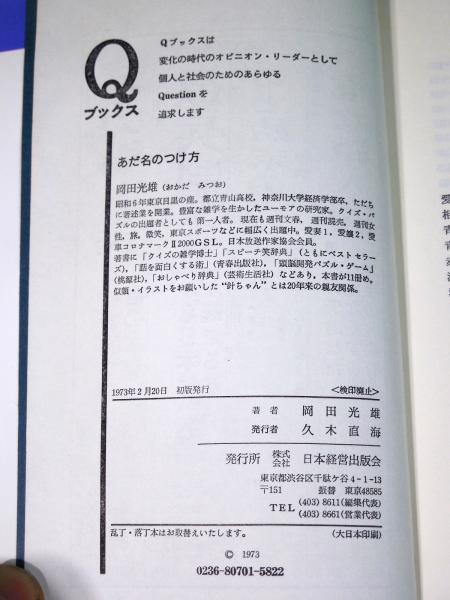 Q
ブックス
Qブックスは
変化の時代のオピニオン・リーダーとして
個人と社会のためのあらゆる
Questionを
追求します
あだ名のつけ方
岡田光雄(おかだ みつお)
昭和6年東京目黒の産。都立青山高校，神奈川大学経済学部卒，ただち
に著述業を開業。豊富な雑学を生かしたユーモアの研究家。クイズ・パ
ズルの出題者としても 第一人者。現在も週刊文春， 週刊読売， 週刊女
性，旅，微笑，東京スポーツなどに幅広く出題中。愛妻1，愛嬢2，愛
車コロナマークⅡ2000GSL。日本放送作家協会会員。
著書に「クイズの雑学博士」「スピーチ笑辞典」(ともにベスト セラー
ズ)，「話を面白くする術」(青春出版社)，「頭脳開発パズル・ゲーム」
(桃源社)，「おしゃべり辞典」(芸術生活社) などあり，本書が11冊め。
似顔・イラストをお願いした“針ちゃん”とは20年来の親友関係。
1973年2月20日 初版発行 <検印廃止>
著者 岡田光雄
発行者 久木直海
発行所 株式会社 日本経営出版会
東京都渋谷区千駄ケ谷4-1-13
〒151 振替 東京48585
TEL (403) 8611(編集代表)
(403) 8661(営業代表)
乱丁・落丁本はお取替えいたします。 (大日本印刷)
© 1973
0236-80701-5822